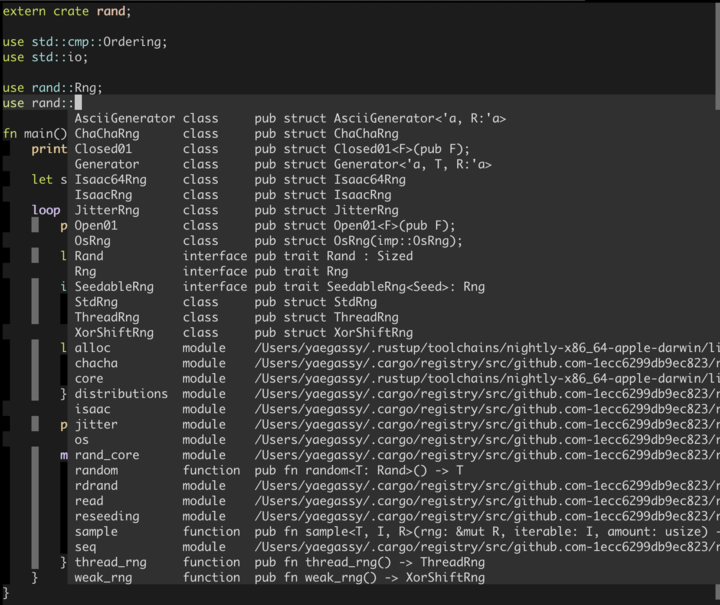 extern crate rand;
use std::cmp::Ordering;
use std::io;
use rand::Rng;
use rand::
AsciiGenerator class pub struct AsciiGenerator<'a, R:'a>
fn main() ChaChaRng class pub struct ChaChaRng
print Closed01 class pub struct Closed01<F>(pub F);
Generator class pub struct Generator<'a, T, R:'a>
let s Isaac64Rng class pub struct Isaac64Rng
IsaacRng class pub struct IsaacRng
loop JitterRng class pub struct JitterRng
p Open01 class pub struct Open01<F>(pub F);
OsRng class pub struct OsRng(imp::OsRng);
l Rand interface pub trait Rand : Sized
Rng interface pub trait Rng
i SeedableRng interface pub trait SeedableRng<Seed>: Rng
StdRng class pub struct StdRng
ThreadRng class pub struct ThreadRng
XorShiftRng class pub struct XorShiftRng
l alloc module /Users/yaegassy/.rustup/toolchains/nightly-x86_64-apple-darwin/li
chacha module /Users/yaegassy/.cargo/registry/src/github.com-1ecc6299db9ec823/r
core module /Users/yaegassy/.rustup/toolchains/nightly-x86_64-apple-darwin/li
} distributions module /Users/yaegassy/.cargo/registry/src/github.com-1ecc6299db9ec823/r
isaac module /Users/yaegassy/.cargo/registry/src/github.com-1ecc6299db9ec823/r
p jitter module /Users/yaegassy/.cargo/registry/src/github.com-1ecc6299db9ec823/r
os module /Users/yaegassy/.cargo/registry/src/github.com-1ecc6299db9ec823/r
m rand_core module /Users/yaegassy/.cargo/registry/src/github.com-1ecc6299db9ec823/r
random function pub fn random<T: Rand>() -> T
rdrand module /Users/yaegassy/.cargo/registry/src/github.com-1ecc6299db9ec823/r
read module /Users/yaegassy/.cargo/registry/src/github.com-1ecc6299db9ec823/r
reseeding module /Users/yaegassy/.cargo/registry/src/github.com-1ecc6299db9ec823/r
sample function pub fn sample<T, I, R>(rng: &mut R, iterable: I, amount: usize) -
seq module /Users/yaegassy/.cargo/registry/src/github.com-1ecc6299db9ec823/r
} thread_rng function pub fn thread_rng() -> ThreadRng
} weak_rng function pub fn weak_rng() -> XorShiftRng
}